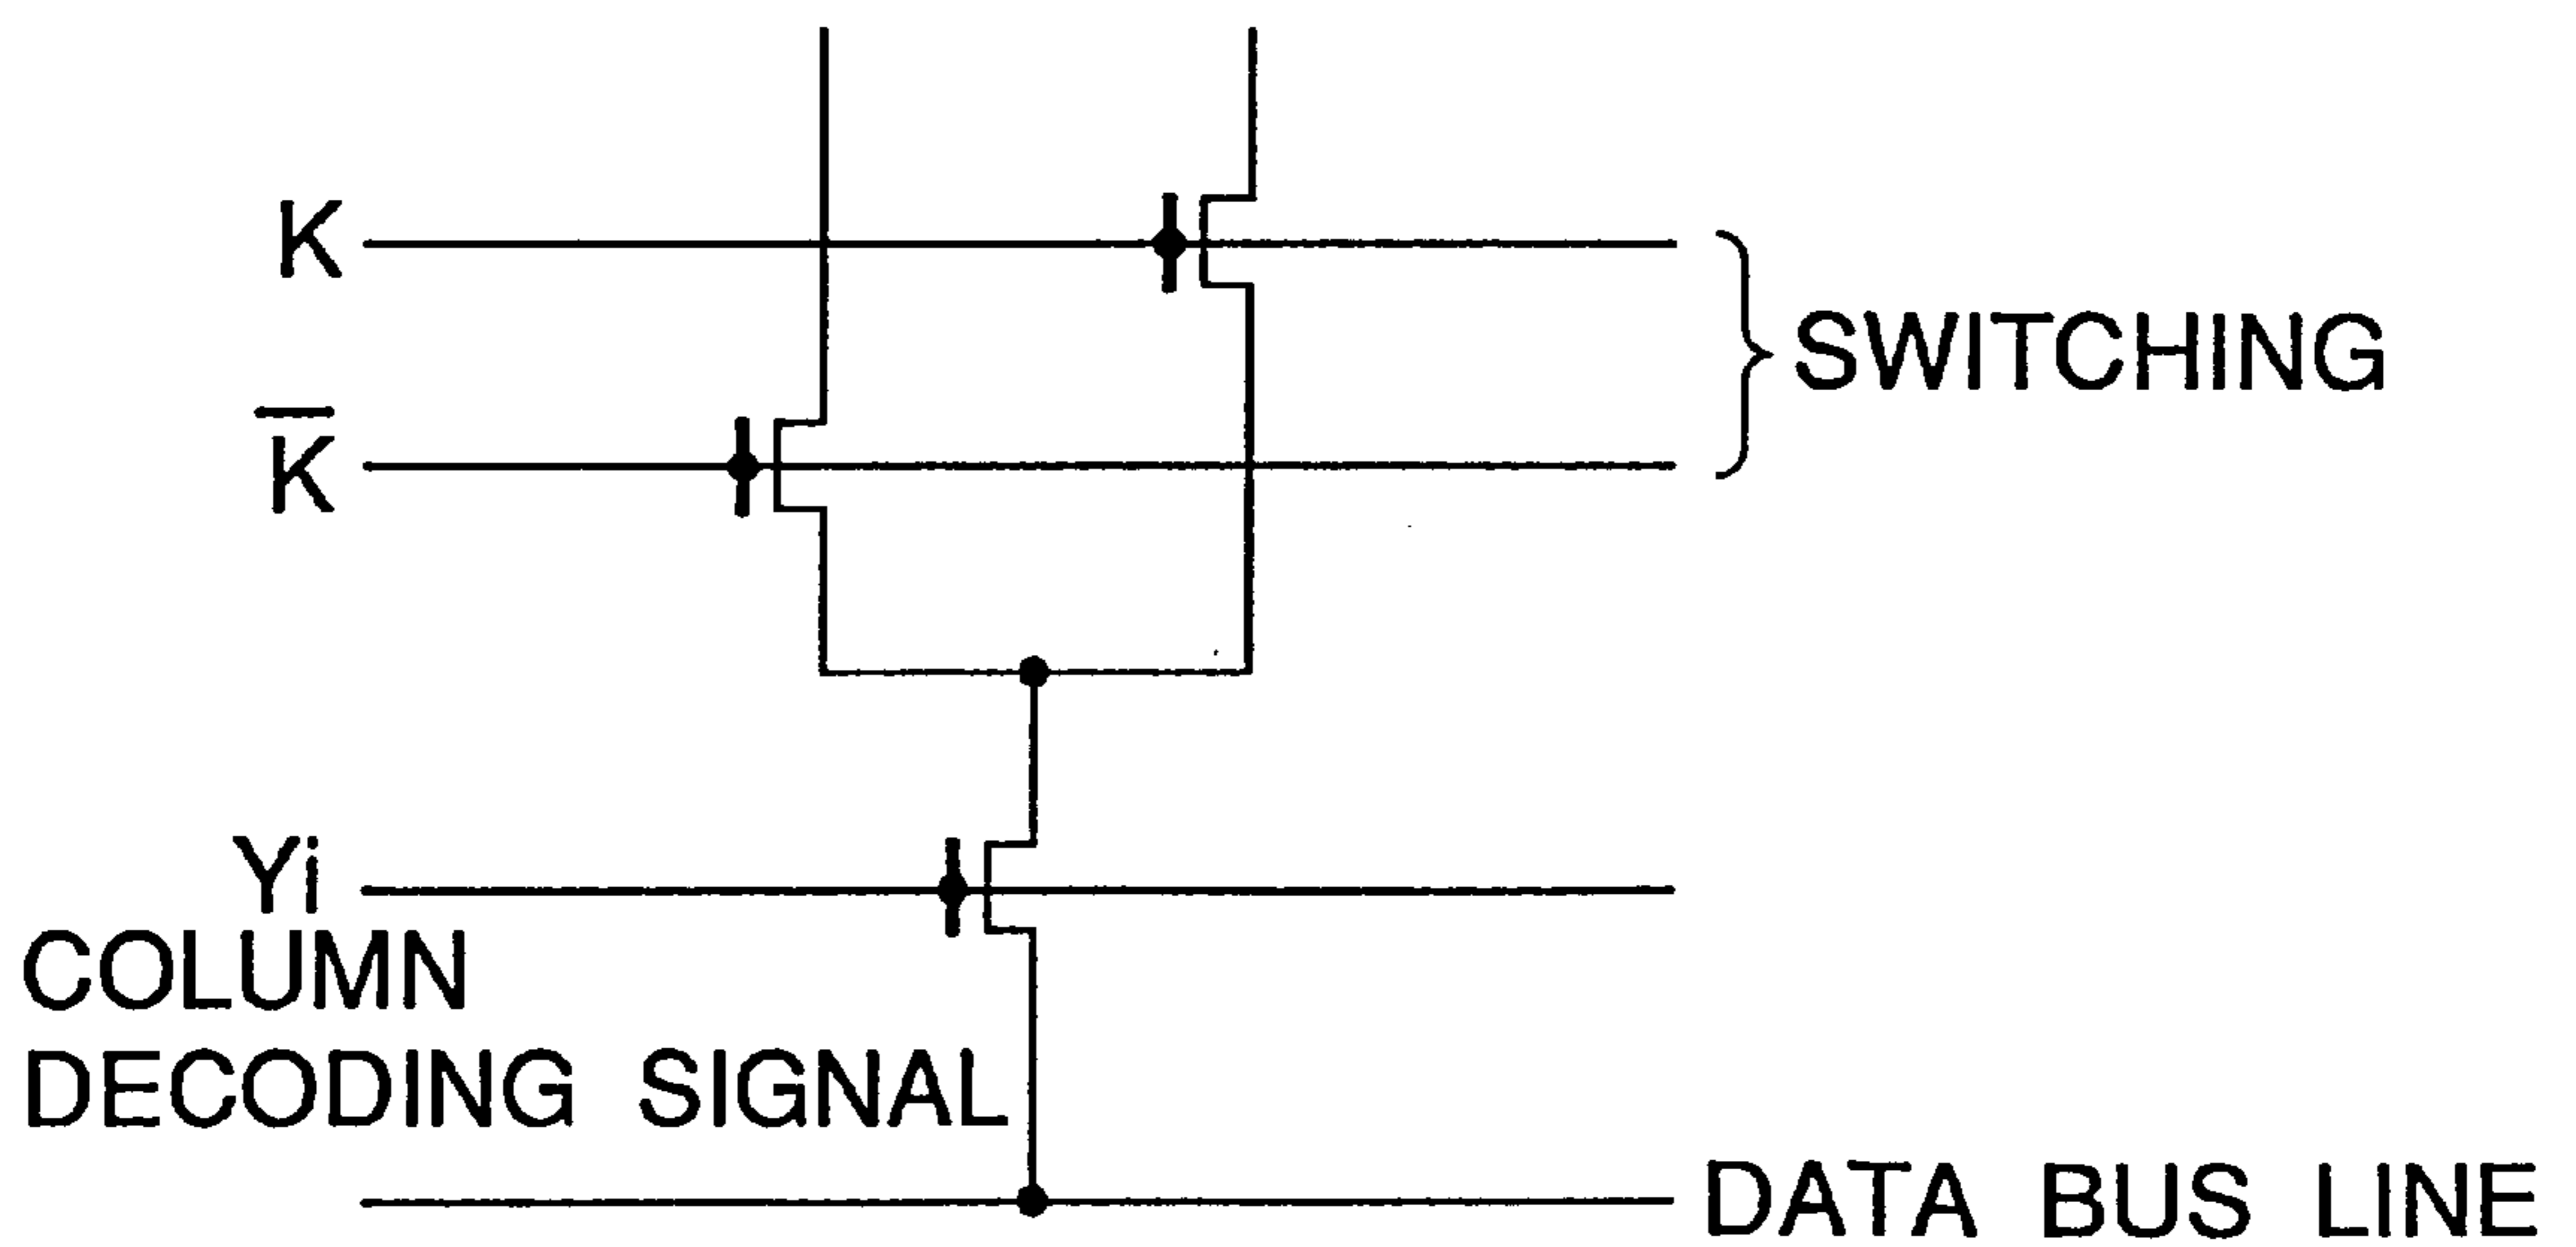 K
SWITCHING
K̅
Yi
COLUMN
DECODING SIGNAL
DATA BUS LINE